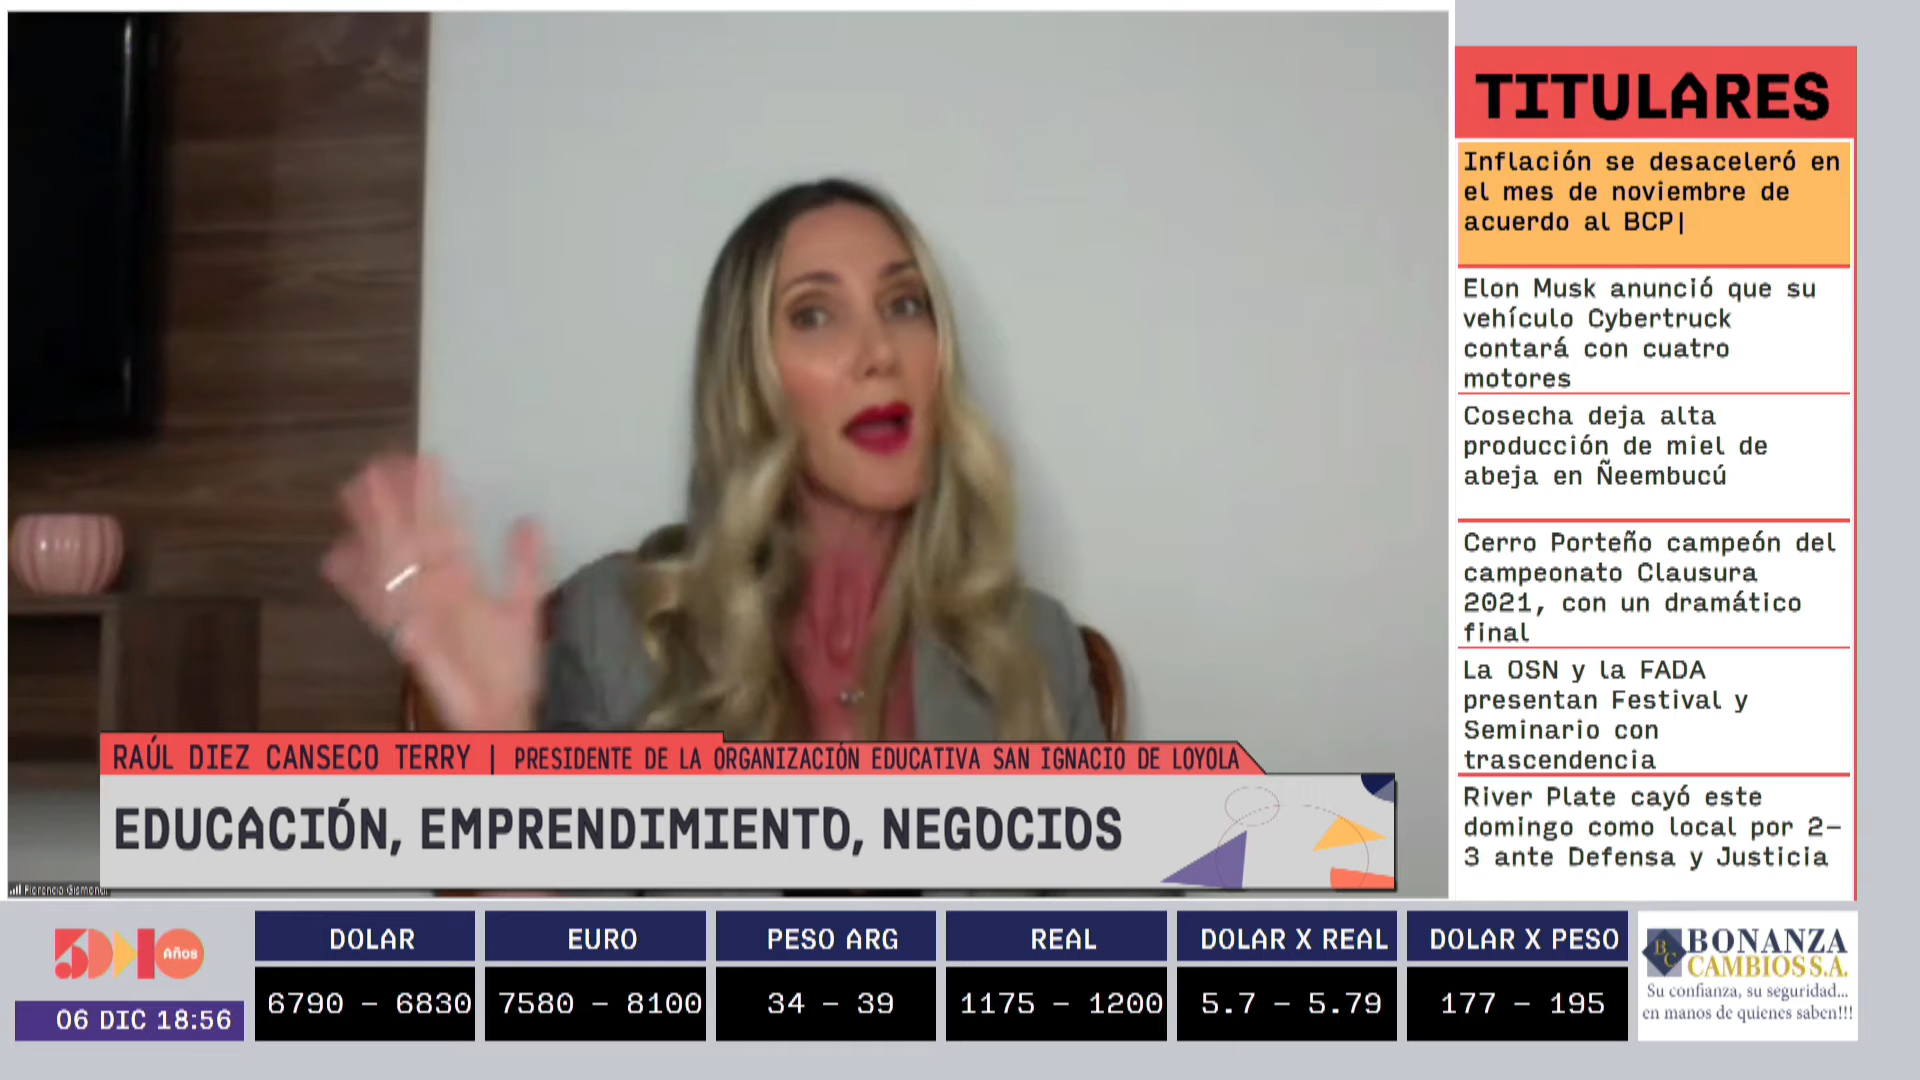 TITULARES
Inflación se desaceleró en
el mes de noviembre de
acuerdo al BCP|
Elon Musk anunció que su
vehículo Cybertruck
contará con cuatro
motores
Cosecha deja alta
producción de miel de
abeja en Ñeembucú
Cerro Porteño campeón del
campeonato Clausura
2021, con un dramático
final
La OSN y la FADA
presentan Festival y
Seminario con
trascendencia
River Plate cayó este
domingo como local por 2-
3 ante Defensa y Justicia
RAÚL DIEZ CANSECO TERRY | PRESIDENTE DE LA ORGANIZACIÓN EDUCATIVA SAN IGNACIO DE LOYOLA
EDUCACIÓN, EMPRENDIMIENTO, NEGOCIOS
Florencia Gismondi
Años
06 DIC 18:56
DOLAR
6790 - 6830
EURO
7580 - 8100
PESO ARG
34 - 39
REAL
1175 - 1200
DOLAR X REAL
5.7 - 5.79
DOLAR X PESO
177 - 195
BC
BONANZA
CAMBIOS S.A.
Su confianza, su seguridad...
en manos de quienes saben!!!